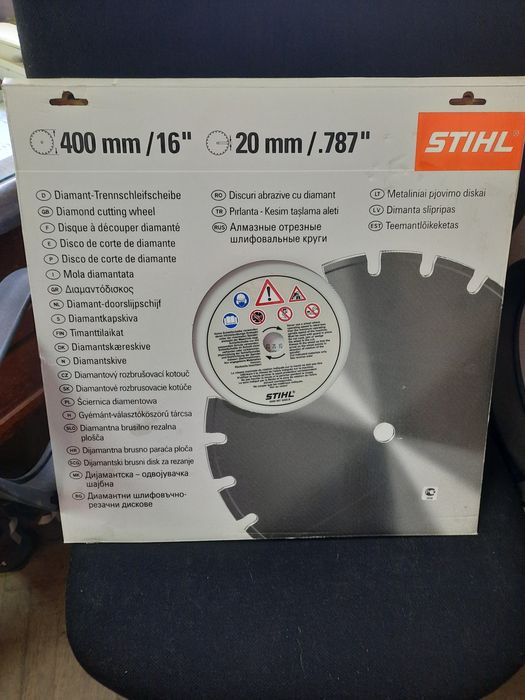 400 mm/16" 20 mm/.787"
STIHL®
D Diamant-Trennschleifscheibe
GB Diamond cutting wheel
F Disque à découper diamanté
E Disco de corte de diamante
P Disco de corte de diamante
I Mola diamantata
GR Διαμαντόδισκος
NL Diamant-doorslijpschijf
S Diamantkapskiva
FIN Timanttilaikat
DK Diamantskæreskive
N Diamantskive
CZ Diamantový rozbrušovací kotouč
SK Diamantové rozbrusovacie kotúče
PL Ściernica diamentowa
H Gyémánt-választóköszörű tárcsa
SLO Diamantna brusilno rezalna
plošča
HR Dijamantna brusno paraća ploča
SCG Dijamantski brusni disk za rezanje
MK Дијамантска – одвојувачка
шајбна
BG Диамантни шлифовъчно-
резачни дискове
RO Discuri abrazive cu diamant
TR Pırlanta - Kesim taşlama aleti
RUS Алмазные отрезные
шлифовальные круги
LT Metaliniai pjovimo diskai
LV Dimanta slīpripas
EST Teemantlõikeketas
STIHL